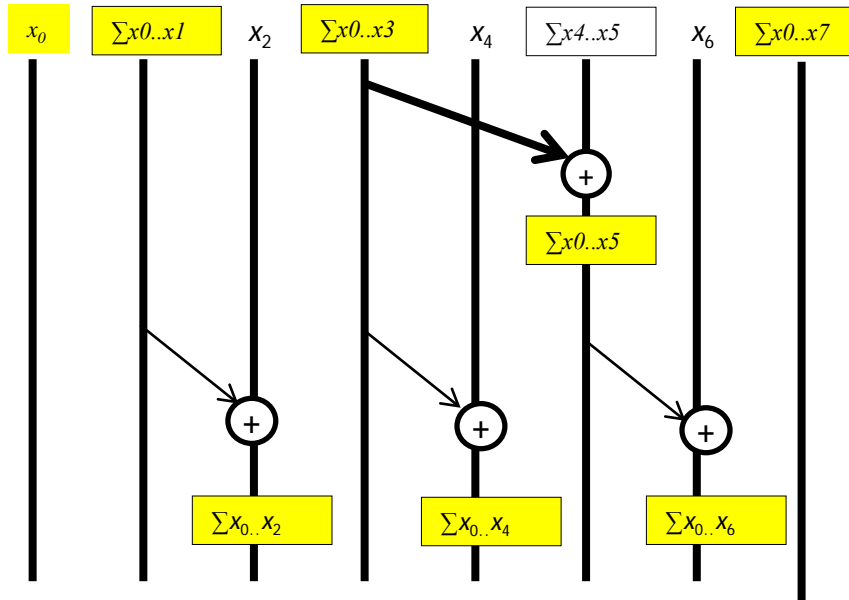 x₀ ∑x0..x1 x₂ ∑x0..x3 x₄ ∑x4..x5 x₆ ∑x0..x7
+
∑x0..x5
+ + +
∑x₀..x₂ ∑x₀..x₄ ∑x₀..x₆